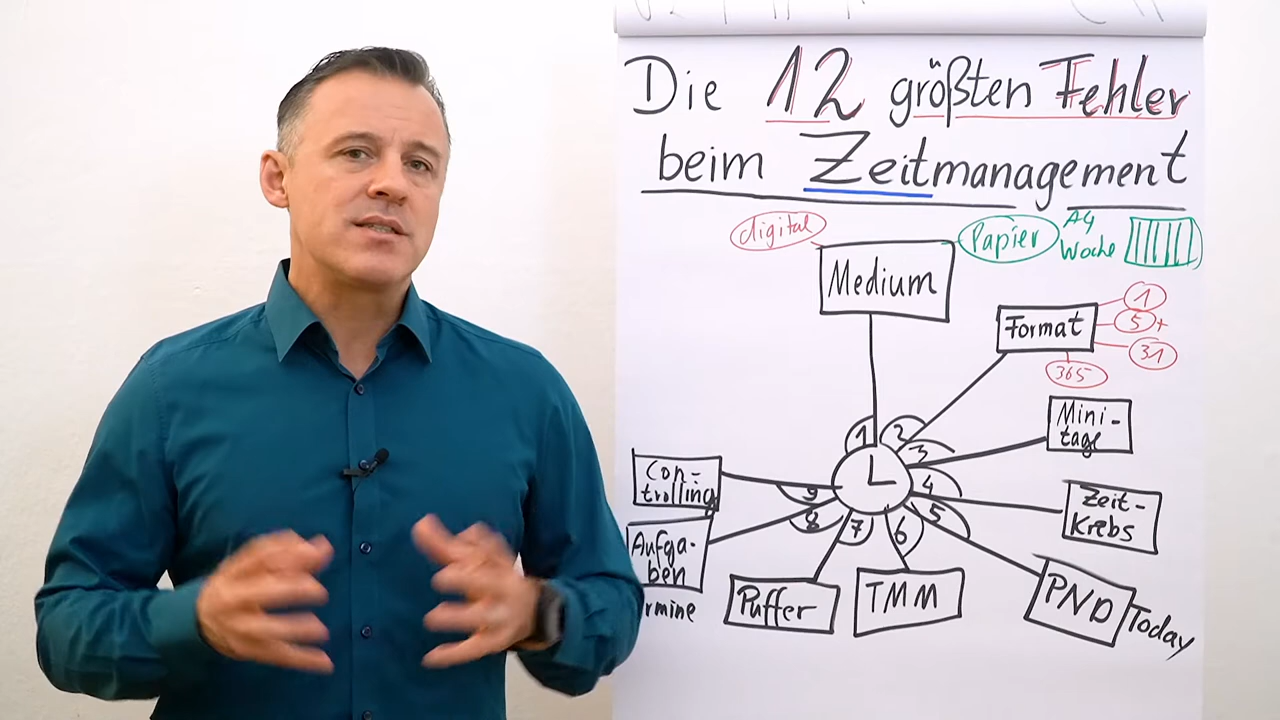 Die 12 größten Fehler
beim Zeitmanagement
digital
Papier
A4
Woche
Medium
Format
1
5+
31
365
Mini-
tage
Zeit-
Krebs
PND
Today
TMM
Puffer
Aufga-
ben
rmine
Con-
trolling
1
2
3
4
5
6
7
8
9